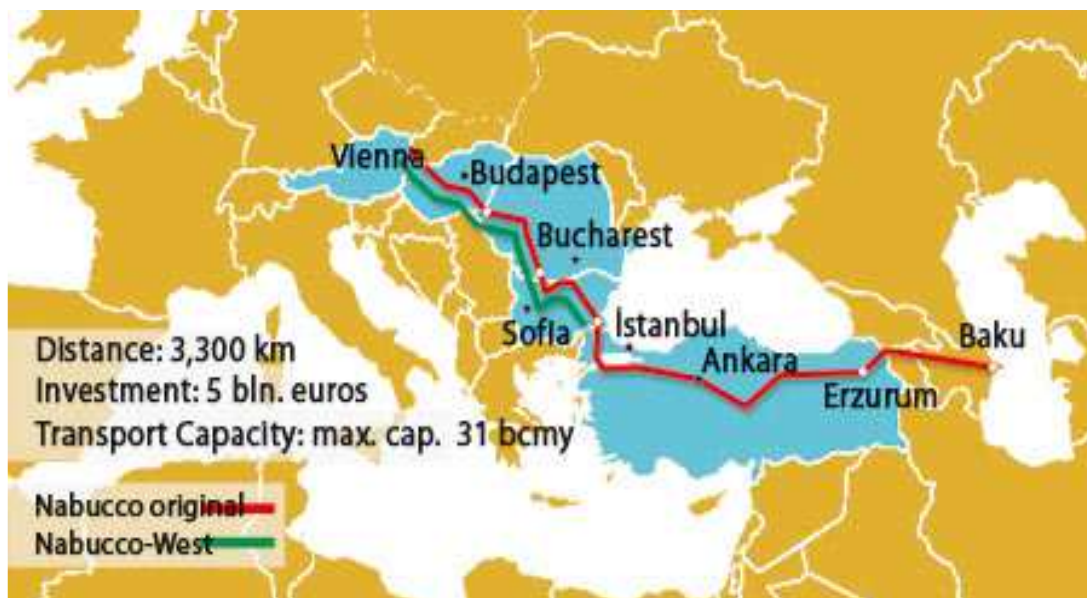 Vienna
Budapest
Bucharest
Sofia
İstanbul
Ankara
Erzurum
Baku
Distance: 3,300 km
Investment: 5 bln. euros
Transport Capacity: max. cap. 31 bcmy
Nabucco original
Nabucco-West